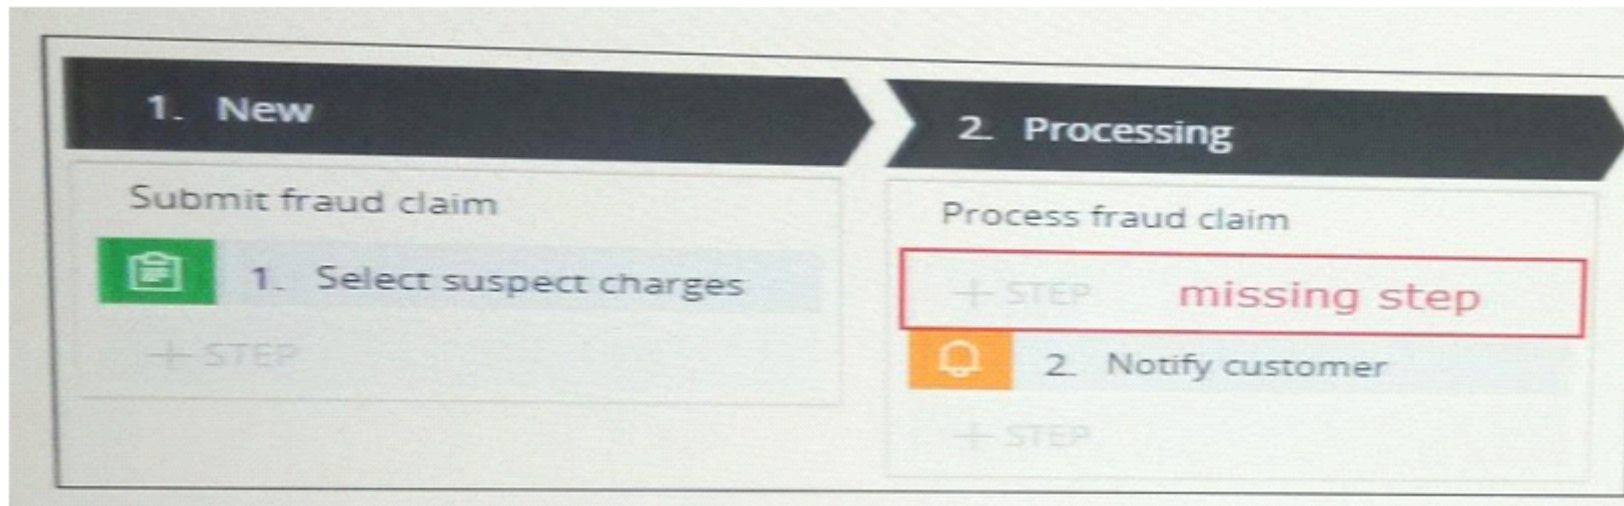 1. New
Submit fraud claim
1. Select suspect charges
+ STEP
2. Processing
Process fraud claim
+ STEP missing step
2. Notify customer
+ STEP